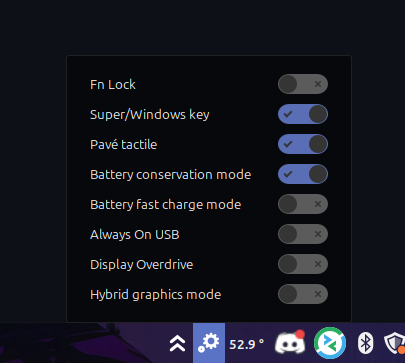 Fn Lock
Super/Windows key
Pavé tactile
Battery conservation mode
Battery fast charge mode
Always On USB
Display Overdrive
Hybrid graphics mode
52.9 °